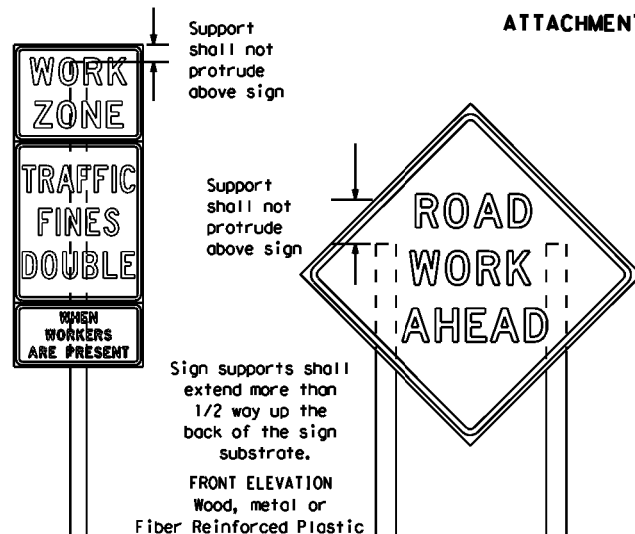 ATTACHMENT
Support
shall not
protrude
above sign
WORK
ZONE
TRAFFIC
FINES
DOUBLE
WHEN
WORKERS
ARE PRESENT
Support
shall not
protrude
above sign
ROAD
WORK
AHEAD
Sign supports shall
extend more than
1/2 way up the
back of the sign
substrate.
FRONT ELEVATION
Wood, metal or
Fiber Reinforced Plastic